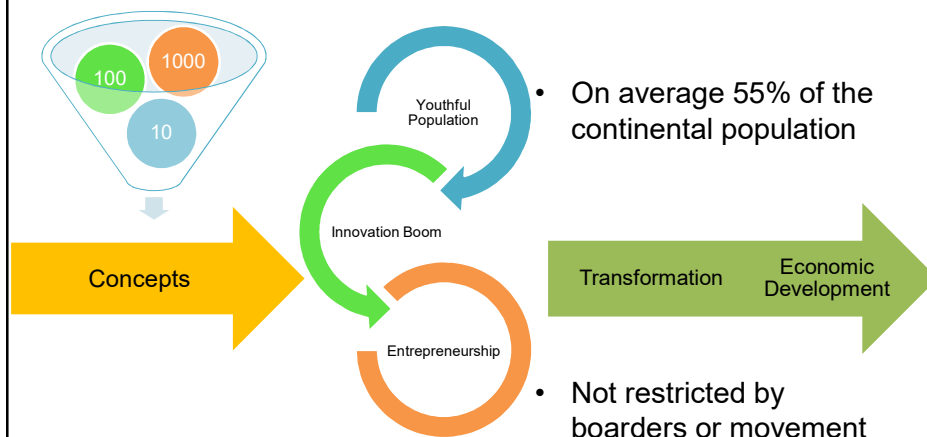 100
1000
10
Concepts
Youthful
Population
Innovation Boom
Entrepreneurship
• On average 55% of the
continental population
Transformation
Economic
Development
• Not restricted by
boarders or movement